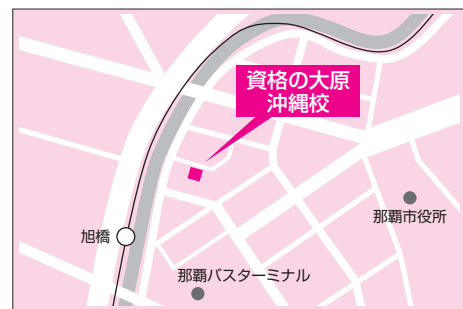 資格の大原
沖縄校
那覇市役所
旭橋
那覇バスターミナル